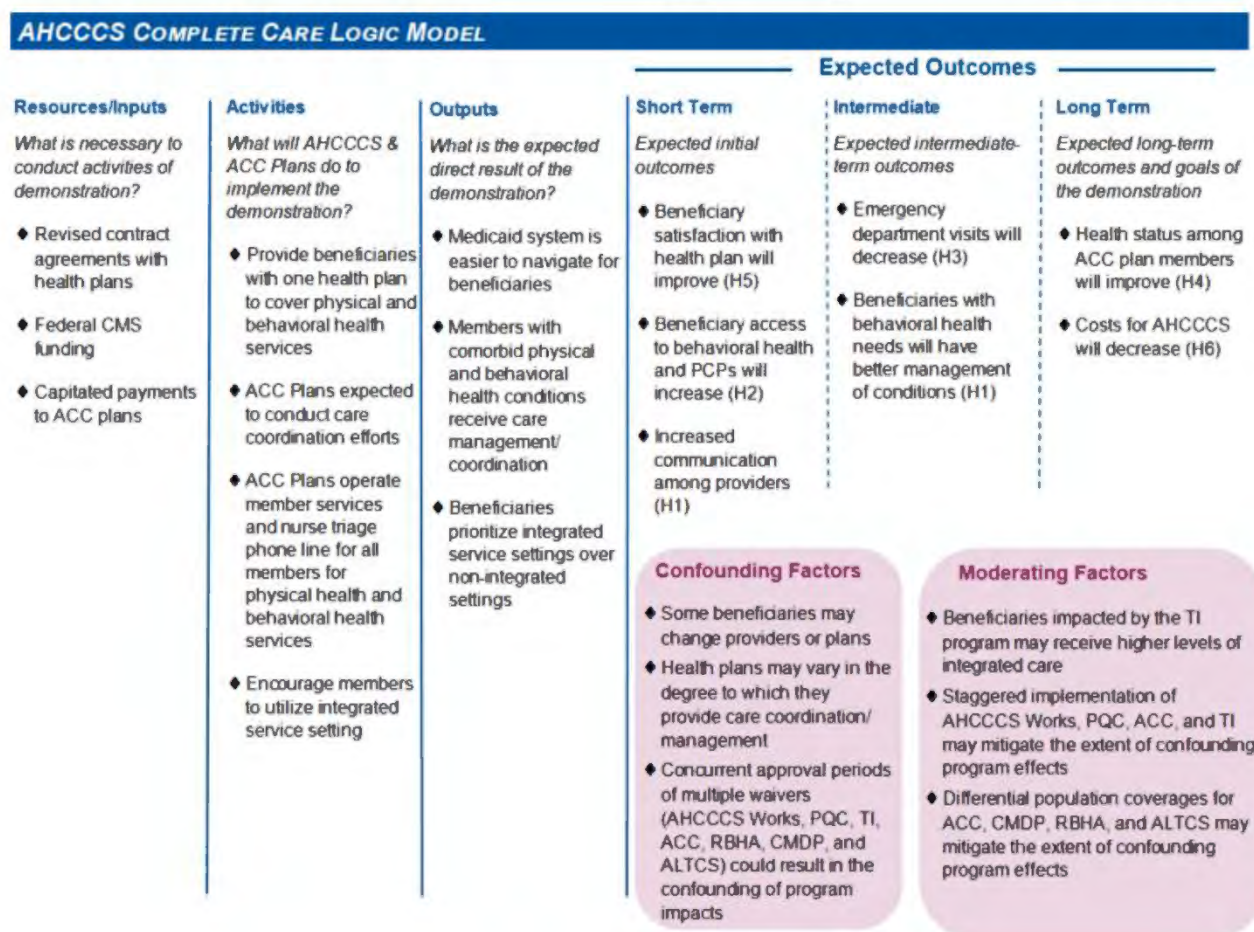 AHCCCS COMPLETE CARE LOGIC MODEL
Expected Outcomes
Resources/Inputs
What is necessary to
conduct activities of
demonstration?
♦ Revised contract
agreements with
health plans
♦ Federal CMS
funding
♦ Capitated payments
to ACC plans
Activities
What will AHCCCS &
ACC Plans do to
implement the
demonstration?
♦ Provide beneficiaries
with one health plan
to cover physical and
behavioral health
services
♦ ACC Plans expected
to conduct care
coordination efforts
♦ ACC Plans operate
member services
and nurse triage
phone line for all
members for
physical health and
behavioral health
services
♦ Encourage members
to utilize integrated
service setting
Outputs
What is the expected
direct result of the
demonstration?
♦ Medicaid system is
easier to navigate for
beneficiaries
♦ Members with
comorbid physical
and behavioral
health conditions
receive care
management/
coordination
♦ Beneficiaries
prioritize integrated
service settings over
non-integrated
settings
Short Term
Expected initial
outcomes
♦ Beneficiary
satisfaction with
health plan will
improve (H5)
♦ Beneficiary access
to behavioral health
and PCPs will
increase (H2)
♦ Increased
communication
among providers
(H1)
Intermediate
Expected intermediate-
term outcomes
♦ Emergency
department visits will
decrease (H3)
♦ Beneficiaries with
behavioral health
needs will have
better management
of conditions (H1)
Long Term
Expected long-term
outcomes and goals of
the demonstration
♦ Health status among
ACC plan members
will improve (H4)
♦ Costs for AHCCCS
will decrease (H6)
Confounding Factors
♦ Some beneficiaries may
change providers or plans
♦ Health plans may vary in the
degree to which they
provide care coordination/
management
♦ Concurrent approval periods
of multiple waivers
(AHCCCS Works, PQC, TI,
ACC, RBHA, CMDP, and
ALTCS) could result in the
confounding of program
impacts
Moderating Factors
♦ Beneficiaries impacted by the TI
program may receive higher levels of
integrated care
♦ Staggered implementation of
AHCCCS Works, PQC, ACC, and TI
may mitigate the extent of confounding
program effects
♦ Differential population coverages for
ACC, CMDP, RBHA, and ALTCS may
mitigate the extent of confounding
program effects